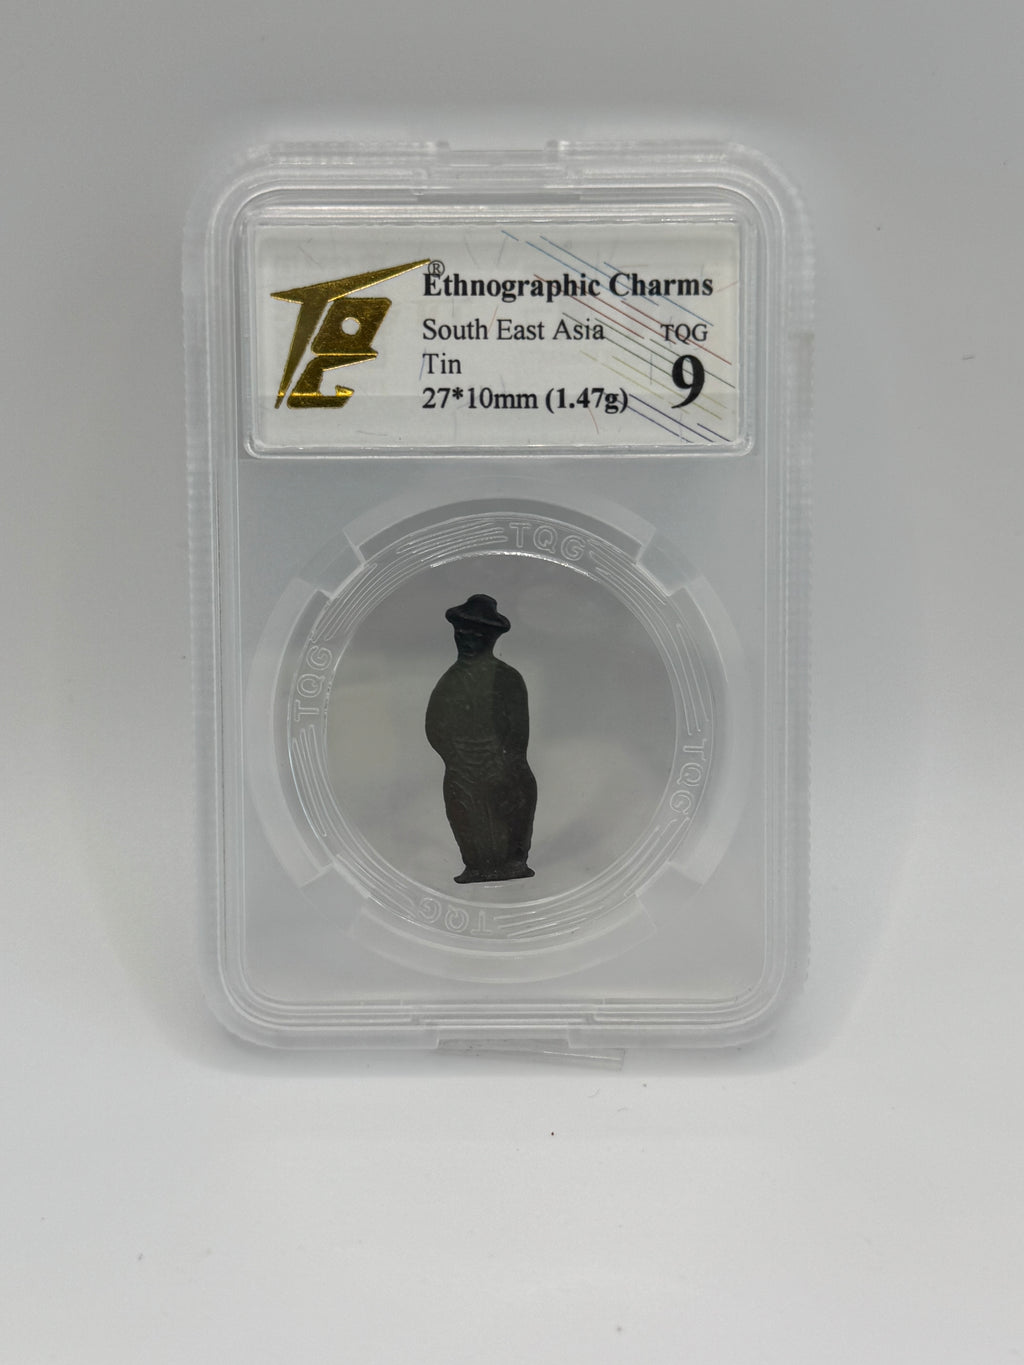 ®
Ethnographic Charms
South East Asia
TQG
Tin
9
27*10mm (1.47g)
TQG
TQG
TQG
TQG